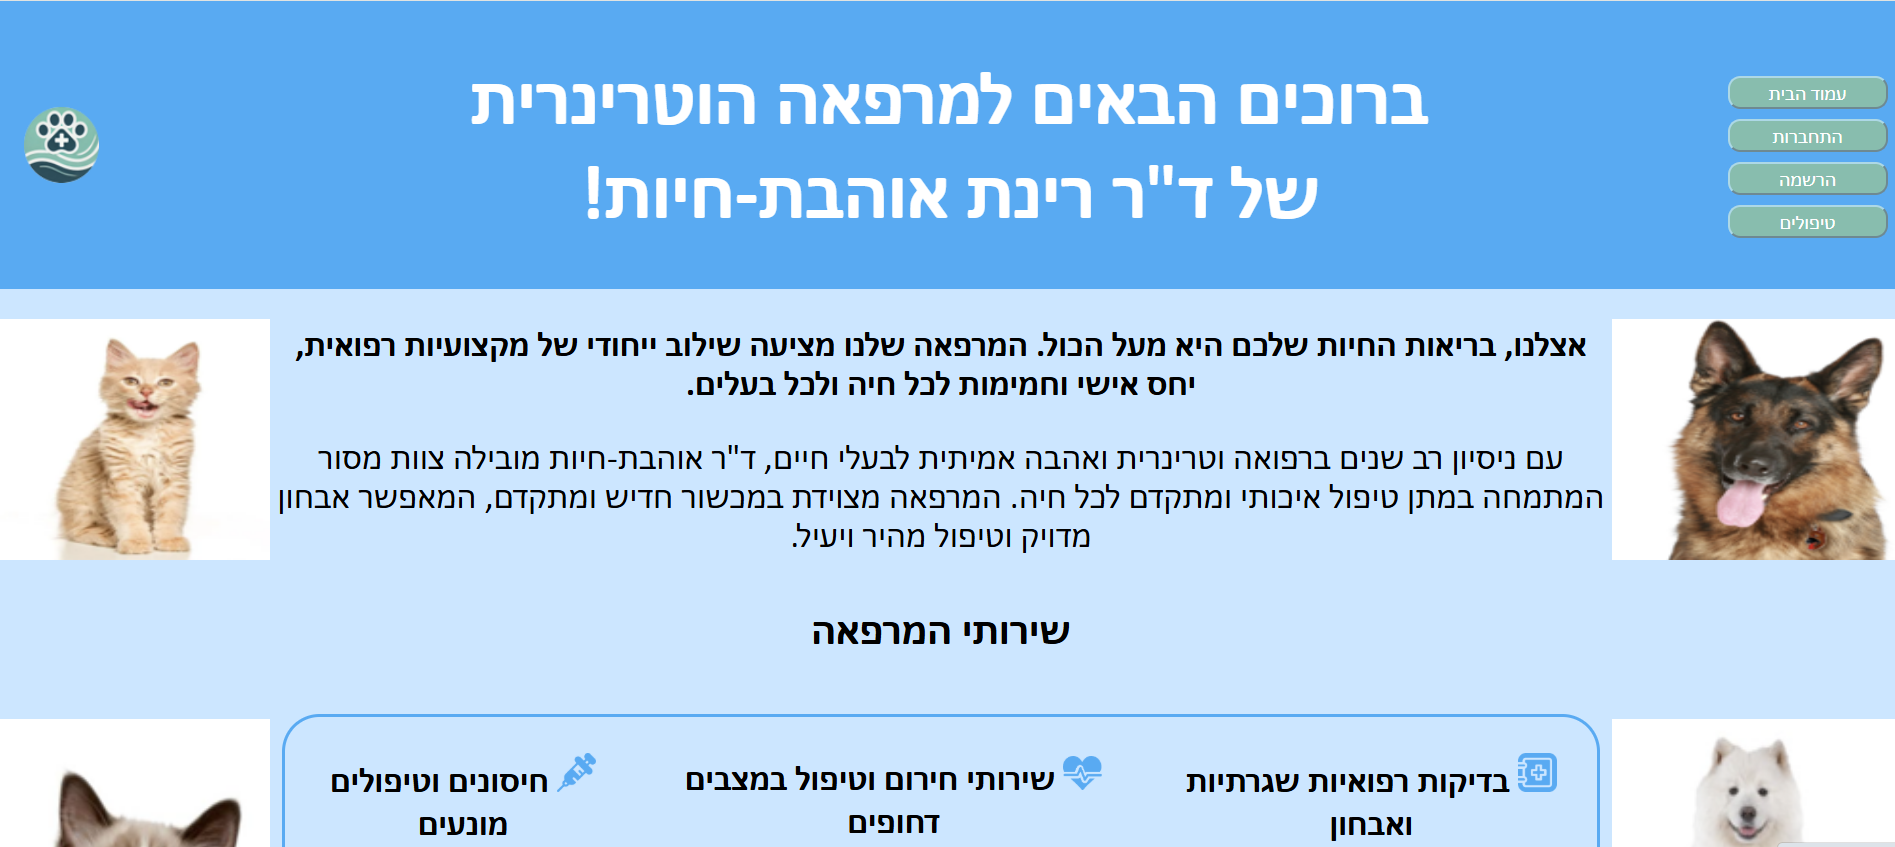 ברוכים הבאים למרפאה הוטרינרית
של ד"ר רינת אוהבת-חיות!
עמוד הבית
התחברות
הרשמה
טיפולים
אצלנו, בריאות החיות שלכם היא מעל הכול. המרפאה שלנו מציעה שילוב ייחודי של מקצועיות רפואית,
יחס אישי וחמימות לכל חיה ולכל בעלים.
עם ניסיון רב שנים ברפואה וטרינרית ואהבה אמיתית לבעלי חיים, ד"ר אוהבת-חיות מובילה צוות מסור
המתמחה במתן טיפול איכותי ומתקדם לכל חיה. המרפאה מצוידת במכשור חדיש ומתקדם, המאפשר אבחון
מדויק וטיפול מהיר ויעיל.
שירותי המרפאה
בדיקות רפואיות שגרתיות
ואבחון
שירותי חירום וטיפול במצבים
דחופים
חיסונים וטיפולים
מונעים